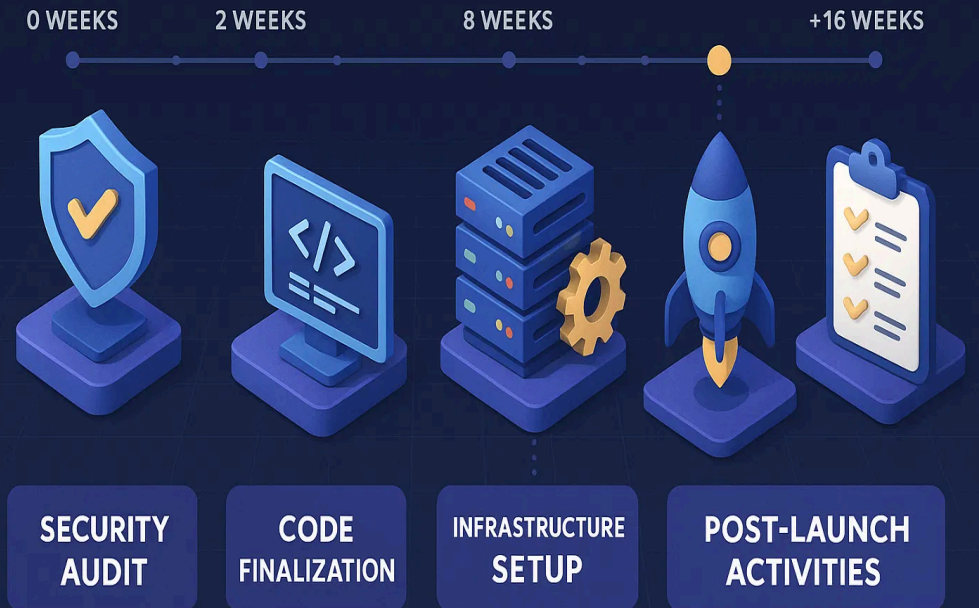 0 WEEKS
2 WEEKS
8 WEEKS
+16 WEEKS
</>
SECURITY
AUDIT
CODE
FINALIZATION
INFRASTRUCTURE
SETUP
POST-LAUNCH
ACTIVITIES